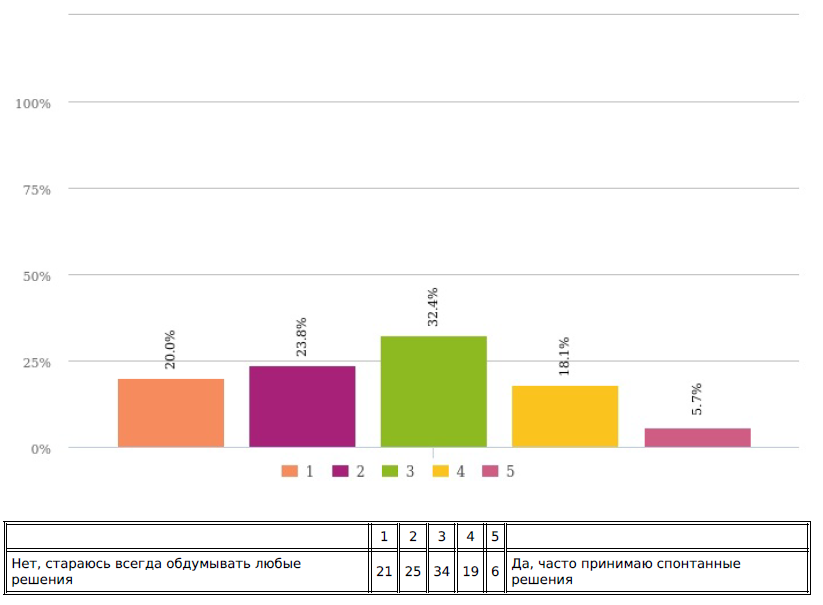 100%
75%
50%
25%
0%
20.0%
23.8%
32.4%
18.1%
5.7%
1 2 3 4 5
1 2 3 4 5
Нет, стараюсь всегда обдумывать любые
решения
21 25 34 19 6
Да, часто принимаю спонтанные
решения